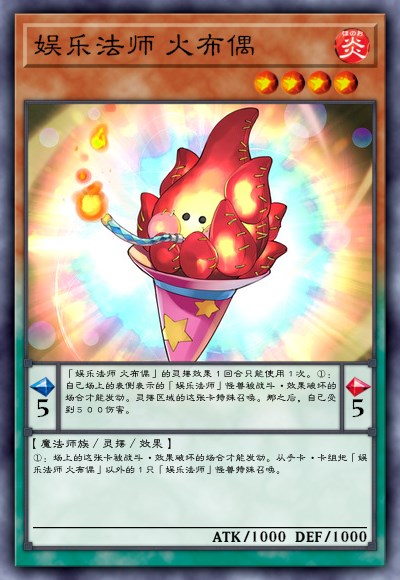 娱乐法师 火布偶
ほのお
炎
「娱乐法师 火布偶」的灵摆效果1回合只能使用1次。①:
自己场上的表侧表示的「娱乐法师」怪兽被战斗·效果破坏的
场合才能发动。灵摆区域的这张卡特殊召唤。那之后,自己受
到500伤害。
5
5
【魔法师族/灵摆/效果】
①:场上的这张卡被战斗·效果破坏的场合才能发动。从手卡·卡组把「娱
乐法师 火布偶」以外的1只「娱乐法师」怪兽特殊召唤。
ATK/1000 DEF/1000